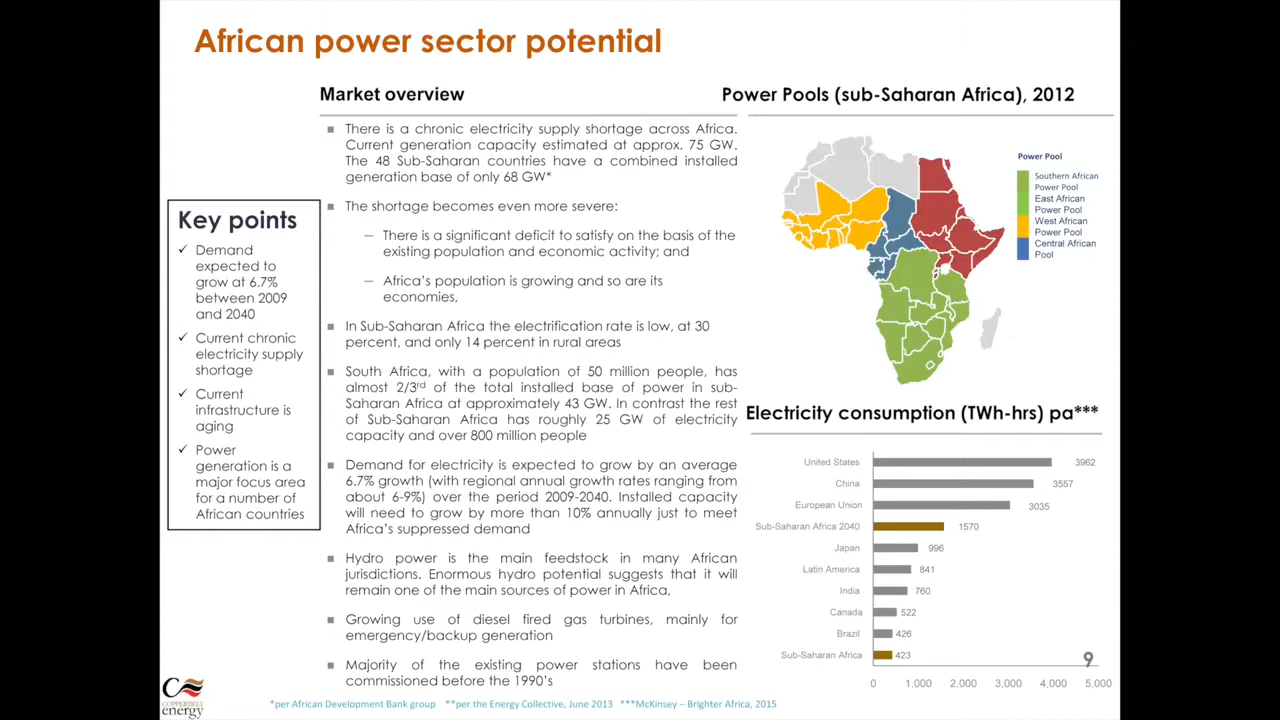 African power sector potential
Market overview
There is a chronic electricity supply shortage across Africa.
Current generation capacity estimated at approx. 75 GW.
The 48 Sub-Saharan countries have a combined installed
generation base of only 68 GW*
The shortage becomes even more severe:
– There is a significant deficit to satisfy on the basis of the
existing population and economic activity; and
– Africa's population is growing and so are its
economies,
In Sub-Saharan Africa the electrification rate is low, at 30
percent, and only 14 percent in rural areas
South Africa, with a population of 50 million people, has
almost 2/3rd of the total installed base of power in sub-
Saharan Africa at approximately 43 GW. In contrast the rest
of Sub-Saharan Africa has roughly 25 GW of electricity
capacity and over 800 million people
Demand for electricity is expected to grow by an average
6.7% growth (with regional annual growth rates ranging from
about 6-9%) over the period 2009-2040. Installed capacity
will need to grow by more than 10% annually just to meet
Africa's suppressed demand
Hydro power is the main feedstock in many African
jurisdictions. Enormous hydro potential suggests that it will
remain one of the main sources of power in Africa,
Growing use of diesel fired gas turbines, mainly for
emergency/backup generation
Majority of the existing power stations have been
commissioned before the 1990's
Key points
✓ Demand
expected to
grow at 6.7%
between 2009
and 2040
✓ Current chronic
electricity supply
shortage
✓ Current
infrastructure is
aging
✓ Power
generation is a
major focus area
for a number of
African countries
Power Pools (sub-Saharan Africa), 2012
Power Pool
Southern African
Power Pool
East African
Power Pool
West African
Power Pool
Central African
Pool
Electricity consumption (TWh-hrs) pa***
United States 3962
China 3557
European Union 3035
Sub-Saharan Africa 2040 1570
Japan 996
Latin America 841
India 760
Canada 522
Brazil 426
Sub-Saharan Africa 423
0 1,000 2,000 3,000 4,000 5,000
9
COPPERBELT
energy
*per African Development Bank group **per the Energy Collective, June 2013 ***McKinsey – Brighter Africa, 2015